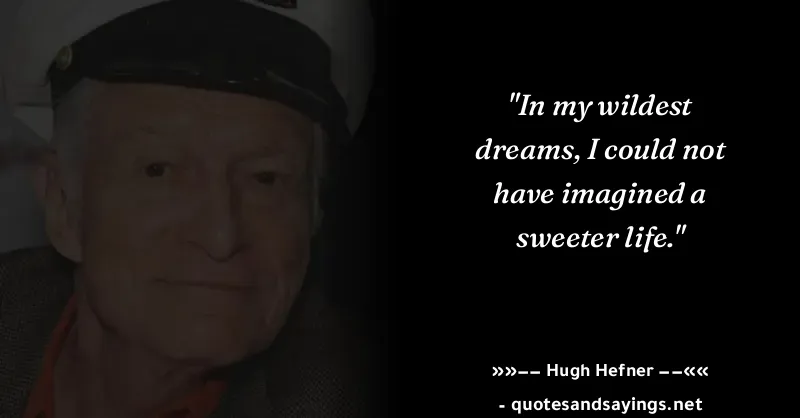 "In my wildest
dreams, I could not
have imagined a
sweeter life."
»»−− Hugh Hefner −−««
- quotesandsayings.net